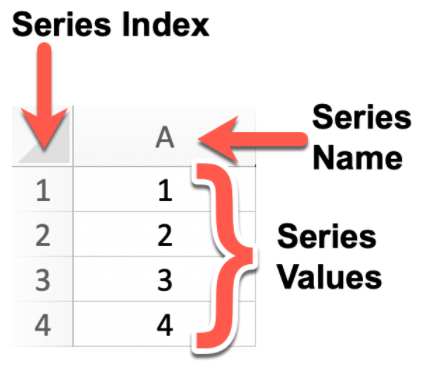 Series Index
A
Series
Name
1 1
2 2
Series
Values
3 3
4 4